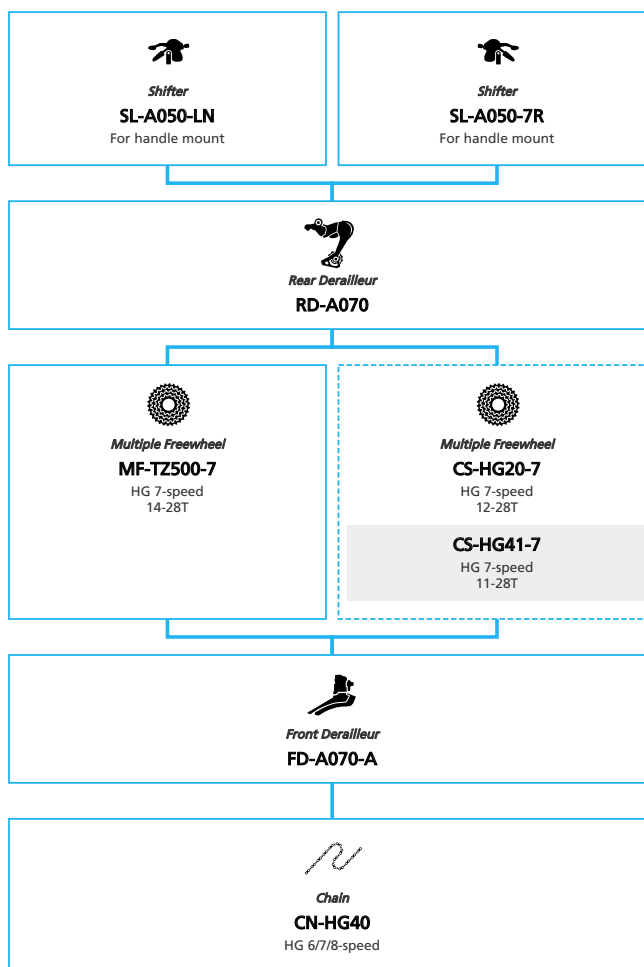 Shifter
SL-A050-LN
For handle mount
Shifter
SL-A050-7R
For handle mount
Rear Derailleur
RD-A070
Multiple Freewheel
MF-TZ500-7
HG 7-speed
14-28T
Multiple Freewheel
CS-HG20-7
HG 7-speed
12-28T
CS-HG41-7
HG 7-speed
11-28T
Front Derailleur
FD-A070-A
Chain
CN-HG40
HG 6/7/8-speed